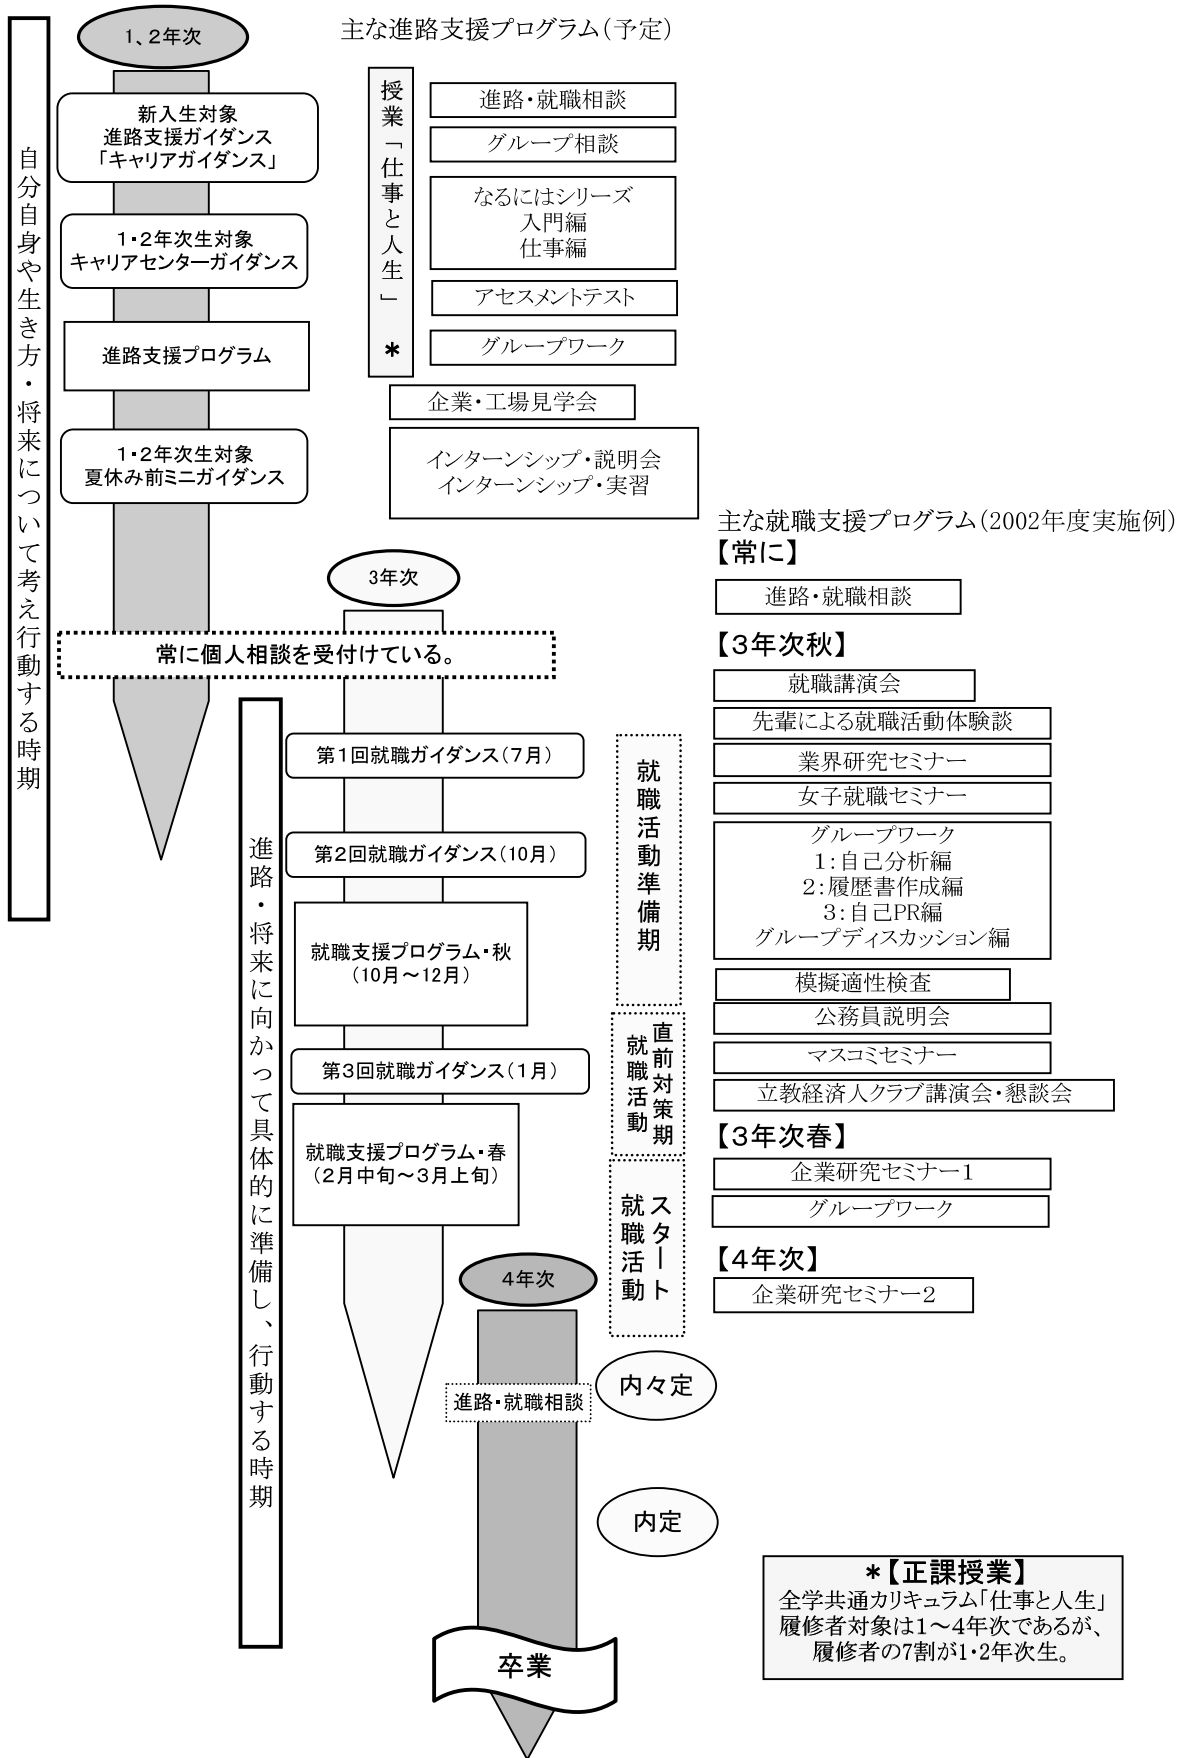 1、2年次
主な進路支援プログラム(予定)
自分自身や生き方・将来について考え行動する時期
新入生対象
進路支援ガイダンス
「キャリアガイダンス」
1・2年次生対象
キャリアセンターガイダンス
進路支援プログラム
1・2年次生対象
夏休み前ミニガイダンス
授業「仕事と人生」 *
進路・就職相談
グループ相談
なるにはシリーズ
入門編
仕事編
アセスメントテスト
グループワーク
企業・工場見学会
インターンシップ・説明会
インターンシップ・実習
3年次
常に個人相談を受付けている。
進路・将来に向かって具体的に準備し、行動する時期
第1回就職ガイダンス(7月)
第2回就職ガイダンス(10月)
就職支援プログラム・秋
(10月~12月)
第3回就職ガイダンス(1月)
就職支援プログラム・春
(2月中旬~3月上旬)
就職活動準備期
直前対策期
就職活動
スタート
就職活動
主な就職支援プログラム(2002年度実施例)
【常に】
進路・就職相談
【3年次秋】
就職講演会
先輩による就職活動体験談
業界研究セミナー
女子就職セミナー
グループワーク
1:自己分析編
2:履歴書作成編
3:自己PR編
グループディスカッション編
模擬適性検査
公務員説明会
マスコミセミナー
立教経済人クラブ講演会・懇談会
【3年次春】
企業研究セミナー1
グループワーク
【4年次】
企業研究セミナー2
4年次
進路・就職相談
内々定
内定
卒業
*【正課授業】
全学共通カリキュラム「仕事と人生」
履修者対象は1~4年次であるが、
履修者の7割が1・2年次生。